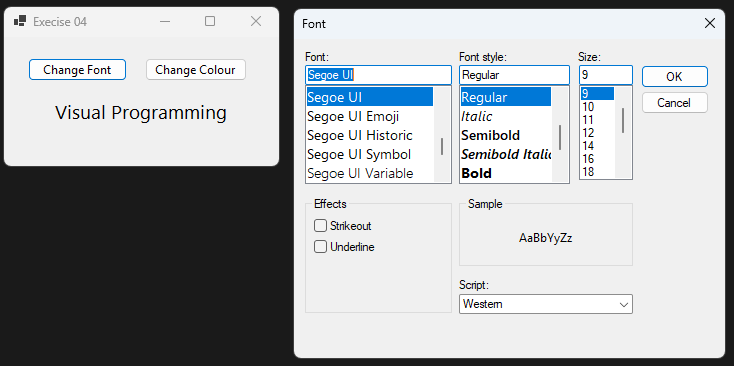 Execise 04
Change Font
Change Colour
Visual Programming
Font
Font:
Segoe UI
Segoe UI
Segoe UI Emoji
Segoe UI Historic
Segoe UI Symbol
Segoe UI Variable
Font style:
Regular
Regular
Italic
Semibold
Semibold Italic
Bold
Size:
9
9
10
11
12
14
16
18
OK
Cancel
Effects
Strikeout
Underline
Sample
AaBbYyZz
Script:
Western